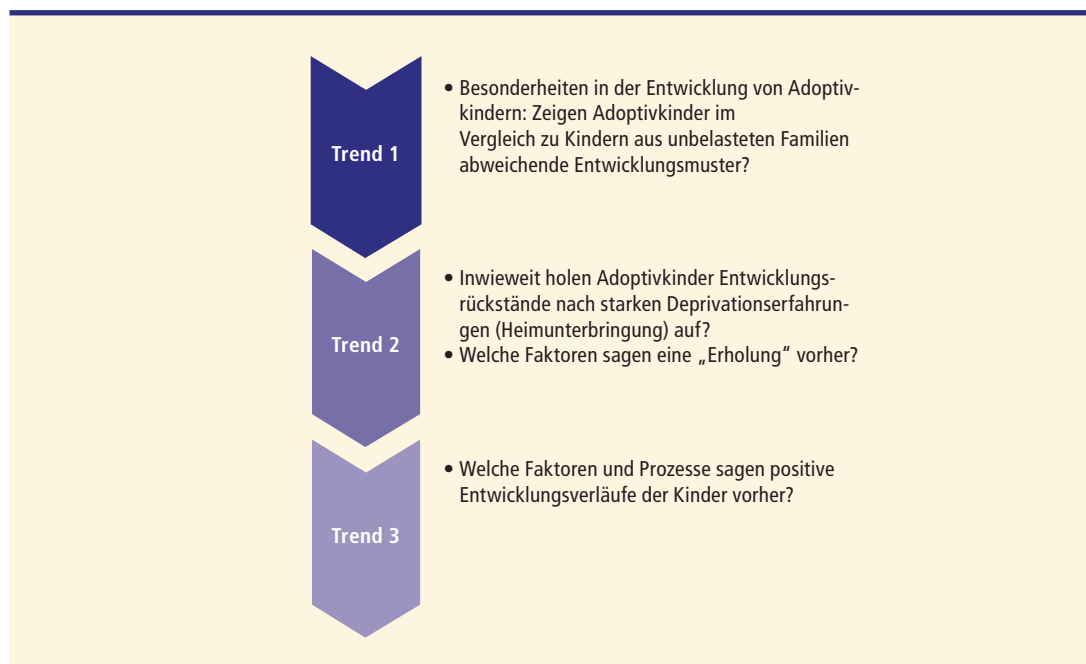 Trend 1
• Besonderheiten in der Entwicklung von Adoptiv-
kindern: Zeigen Adoptivkinder im
Vergleich zu Kindern aus unbelasteten Familien
abweichende Entwicklungsmuster?
Trend 2
• Inwieweit holen Adoptivkinder Entwicklungs-
rückstände nach starken Deprivationserfahrun-
gen (Heimunterbringung) auf?
• Welche Faktoren sagen eine „Erholung“ vorher?
Trend 3
• Welche Faktoren und Prozesse sagen positive
Entwicklungsverläufe der Kinder vorher?